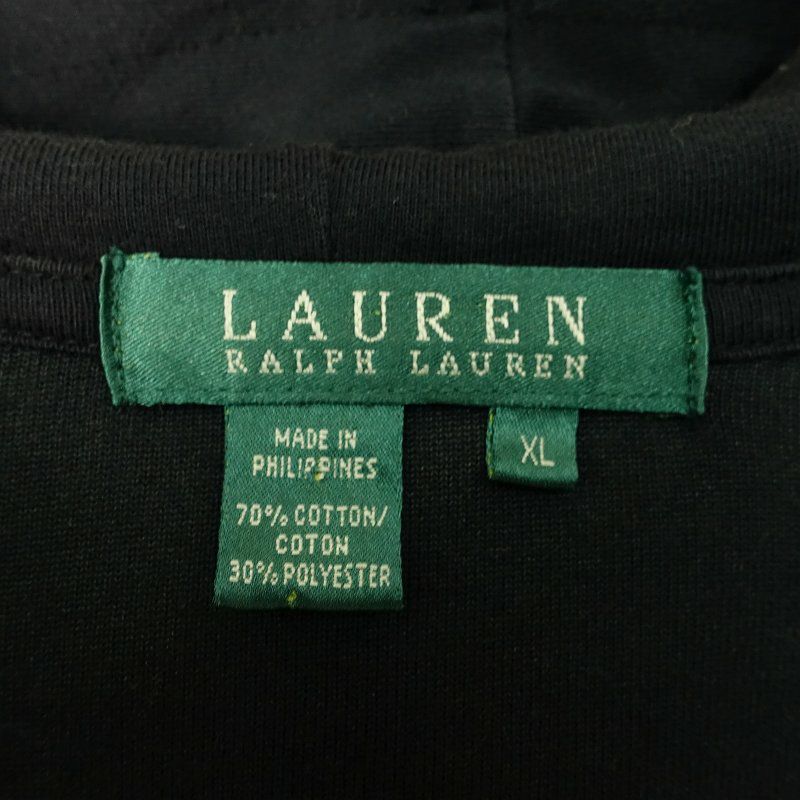 LAUREN
RALPH LAUREN
MADE IN
PHILIPPINES
70% COTTON/
COTON
30% POLYESTER
XL